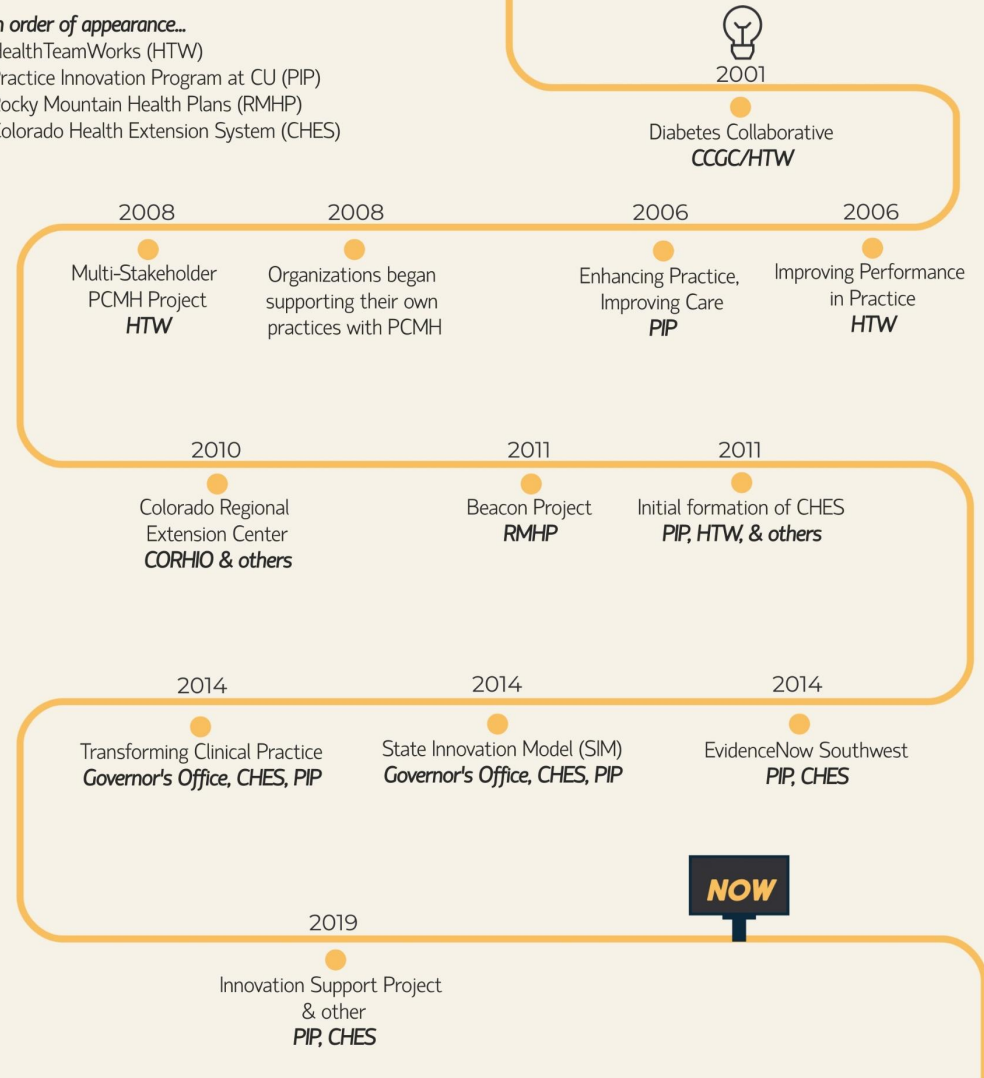 n order of appearance...
HealthTeamWorks (HTW)
Practice Innovation Program at CU (PIP)
Rocky Mountain Health Plans (RMHP)
Colorado Health Extension System (CHES)
2001
Diabetes Collaborative
CCGC/HTW
2008
Multi-Stakeholder
PCMH Project
HTW
2008
Organizations began
supporting their own
practices with PCMH
2006
Enhancing Practice,
Improving Care
PIP
2006
Improving Performance
in Practice
HTW
2010
Colorado Regional
Extension Center
CORHIO & others
2011
Beacon Project
RMHP
2011
Initial formation of CHES
PIP, HTW, & others
2014
Transforming Clinical Practice
Governor's Office, CHES, PIP
2014
State Innovation Model (SIM)
Governor's Office, CHES, PIP
2014
EvidenceNow Southwest
PIP, CHES
NOW
2019
Innovation Support Project
& other
PIP, CHES